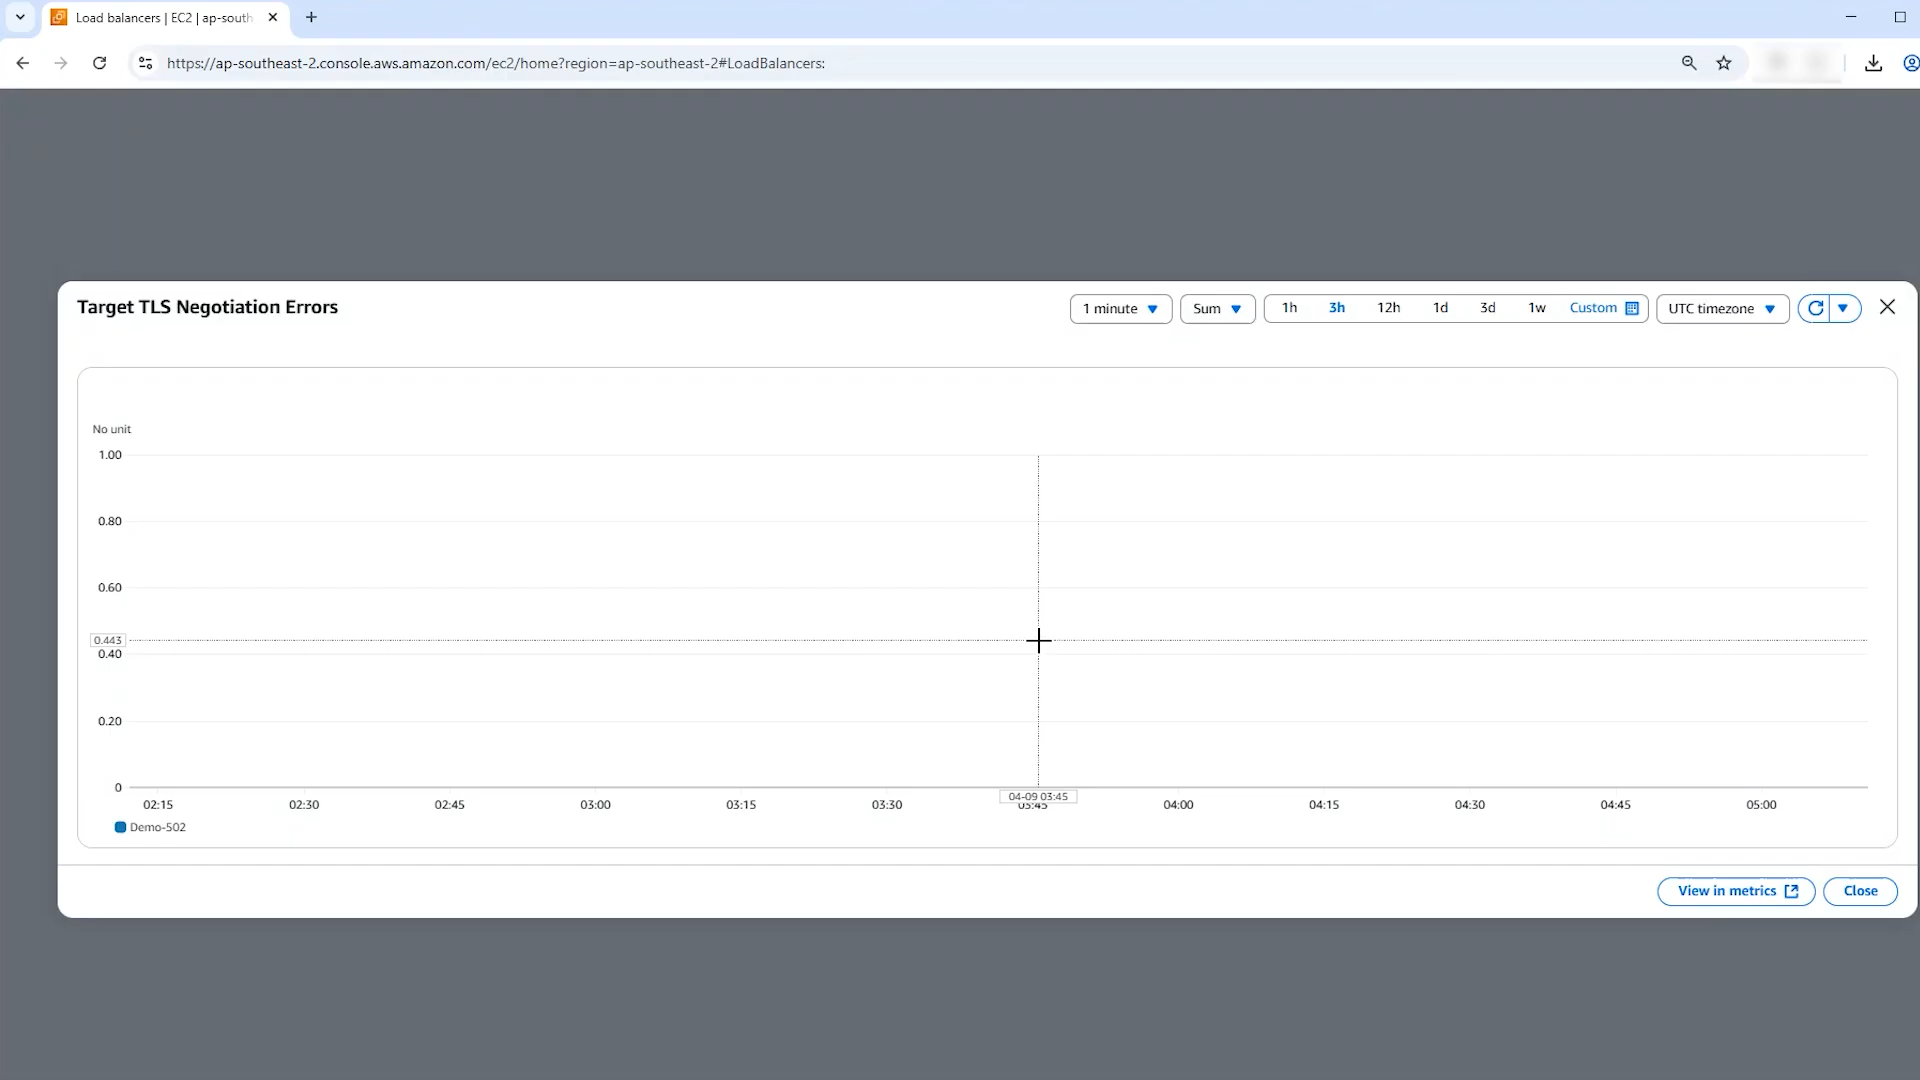 Load balancers | EC2 | ap-south
https://ap-southeast-2.console.aws.amazon.com/ec2/home?region=ap-southeast-2#LoadBalancers:
Target TLS Negotiation Errors
1 minute
Sum
1h
3h
12h
1d
3d
1w
Custom
UTC timezone
No unit
1.00
0.80
0.60
0.443
0.40
0.20
0
04-09 03:45
02:15
02:30
02:45
03:00
03:15
03:30
03:45
04:00
04:15
04:30
04:45
05:00
Demo-502
View in metrics
Close